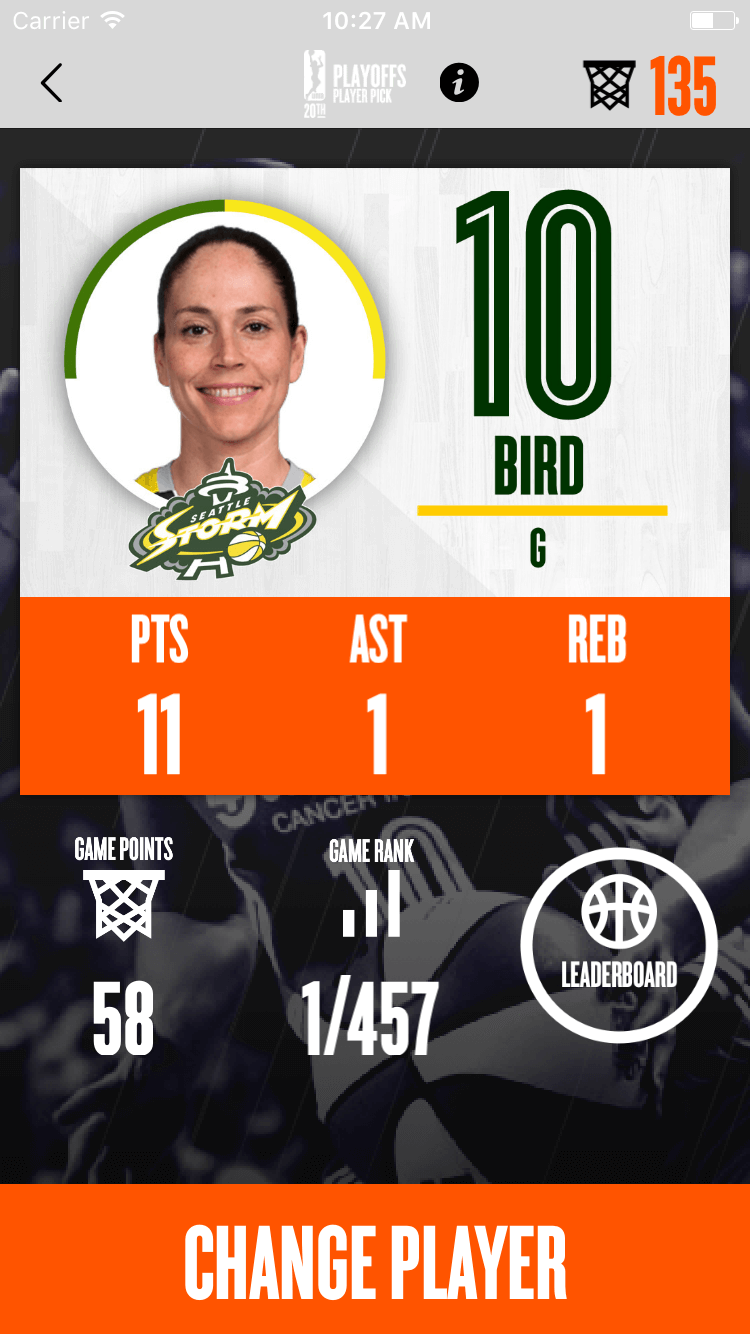 Carrier
10:27 AM
PLAYOFFS
PLAYER PICK
20TH
i
135
10
BIRD
G
SEATTLE
STORM
PTS
AST
REB
11
1
1
CANCER
10
GAME POINTS
GAME RANK
58
1/457
LEADERBOARD
CHANGE PLAYER